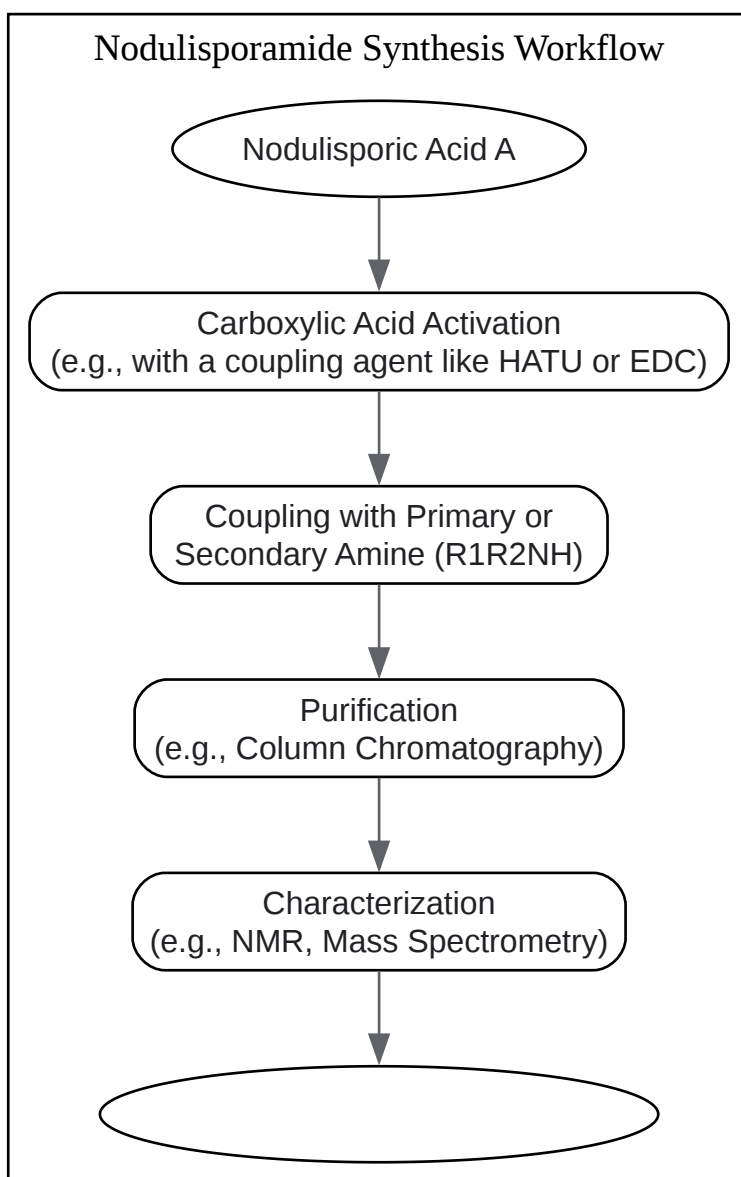 Nodulisporamide Synthesis Workflow
Nodulisporic Acid A
Carboxylic Acid Activation
(e.g., with a coupling agent like HATU or EDC)
Coupling with Primary or
Secondary Amine (R1R2NH)
Purification
(e.g., Column Chromatography)
Characterization
(e.g., NMR, Mass Spectrometry)